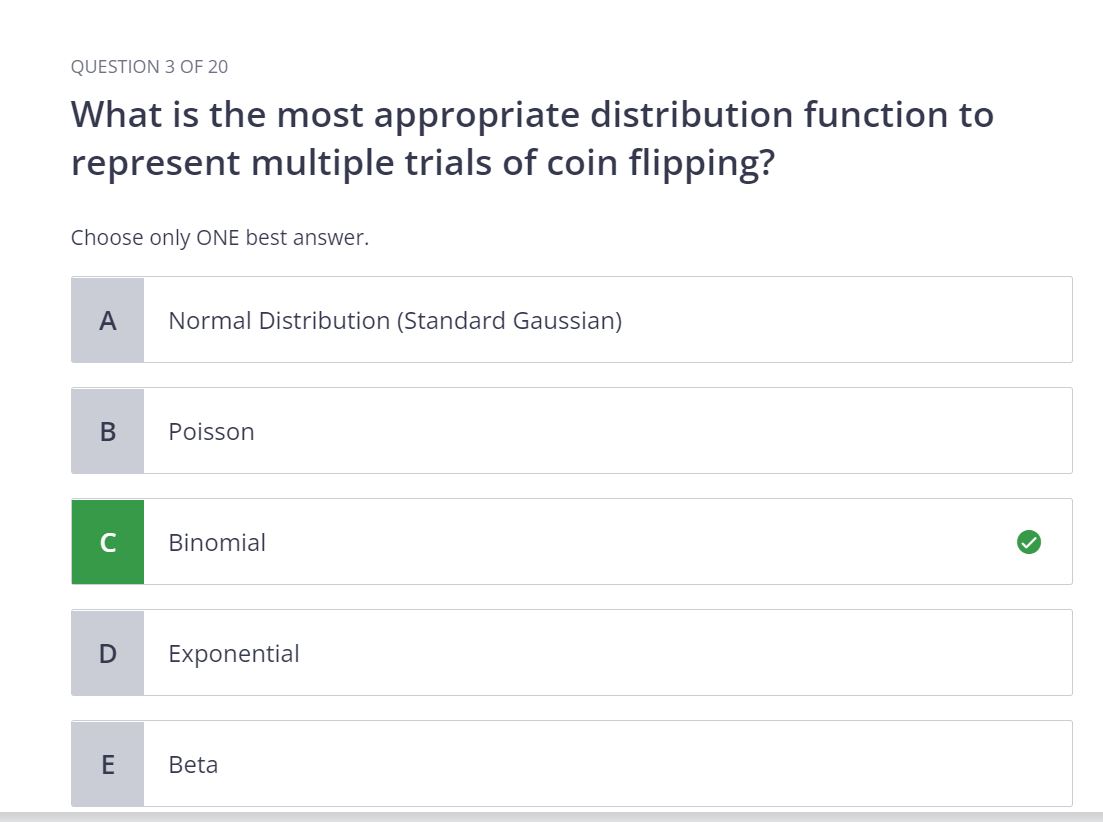 QUESTION 3 OF 20
What is the most appropriate distribution function to
represent multiple trials of coin flipping?
Choose only ONE best answer.
A Normal Distribution (Standard Gaussian)
B Poisson
C Binomial
D Exponential
E Beta